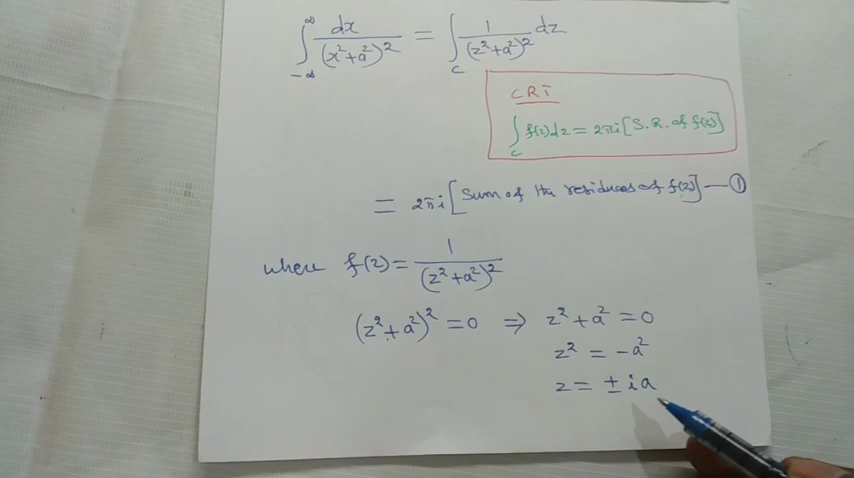 ∫_{-∞}^{∞} dx/(x²+a²)² = ∫_C 1/(z²+a²)² dz
CRT
∫_C f(z)dz = 2πi[S.R. of f(z)]
= 2πi[Sum of the residues of f(z)] — ①
where f(z) = 1/(z²+a²)²
(z²+a²)² = 0 ⇒ z²+a² = 0
z² = -a²
z = ± ia